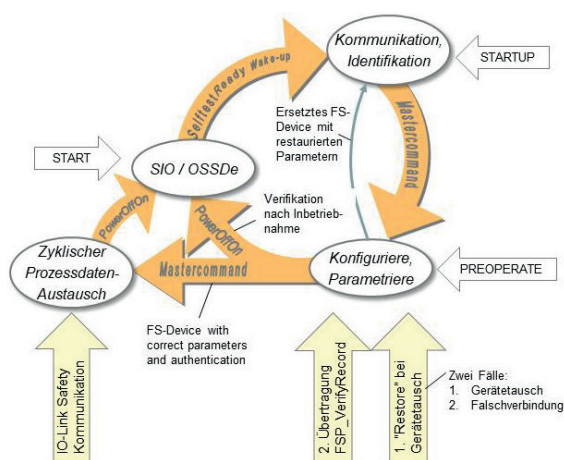 Kommunikation,
Identifikation
STARTUP
Selftest,Ready Wake-up
Mastercommand
Ersetztes FS-
Device mit
restaurierten
Parametern
START
SIO / OSSDe
PowerOffOn
PowerOffOn
Verifikation
nach Inbetrieb-
nahme
Zyklischer
Prozessdaten-
Austausch
Mastercommand
Konfiguriere,
Parametriere
PREOPERATE
FS-Device with
correct parameters
and authentication
IO-Link Safety
Kommunikation
2. Übertragung
FSP_VerifyRecord
1. "Restore" bei
Gerätetausch
Zwei Fälle:
1. Gerätetausch
2. Falschverbindung